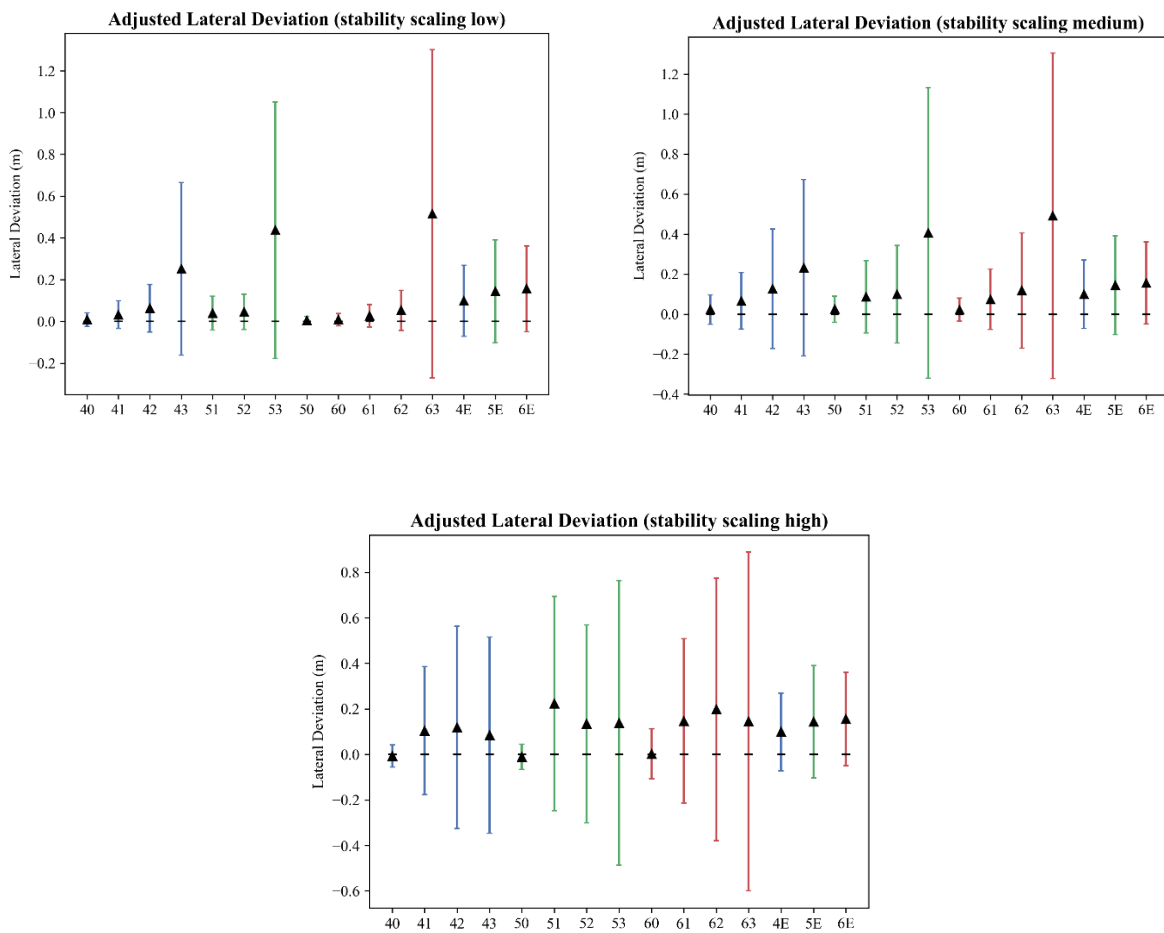 Adjusted Lateral Deviation (stability scaling low)
Lateral Deviation (m)
1.2
1.0
0.8
0.6
0.4
0.2
0.0
−0.2
40 41 42 43 51 52 53 50 60 61 62 63 4E 5E 6E
Adjusted Lateral Deviation (stability scaling medium)
Lateral Deviation (m)
1.2
1.0
0.8
0.6
0.4
0.2
0.0
−0.2
−0.4
40 41 42 43 50 51 52 53 60 61 62 63 4E 5E 6E
Adjusted Lateral Deviation (stability scaling high)
Lateral Deviation (m)
0.8
0.6
0.4
0.2
0.0
−0.2
−0.4
−0.6
40 41 42 43 50 51 52 53 60 61 62 63 4E 5E 6E